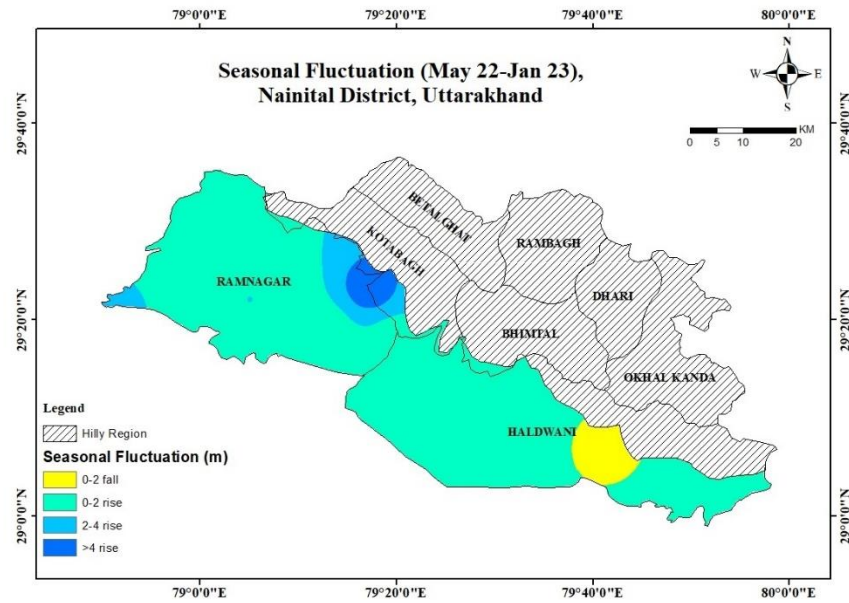 79°0'0"E 79°20'0"E 79°40'0"E 80°0'0"E
Seasonal Fluctuation (May 22-Jan 23),
Nainital District, Uttarakhand
N
W E
S
KM
0 5 10 20
29°40'0"N 29°40'0"N
BETALGHAT
KOTABAGH
RAMBAGH
RAMNAGAR
DHARI
29°20'0"N 29°20'0"N
BHIMTAL
OKHAL KANDA
HALDWANI
Legend
Hilly Region
Seasonal Fluctuation (m)
0-2 fall
0-2 rise
2-4 rise
>4 rise
29°0'0"N 29°0'0"N
79°0'0"E 79°20'0"E 79°40'0"E 80°0'0"E